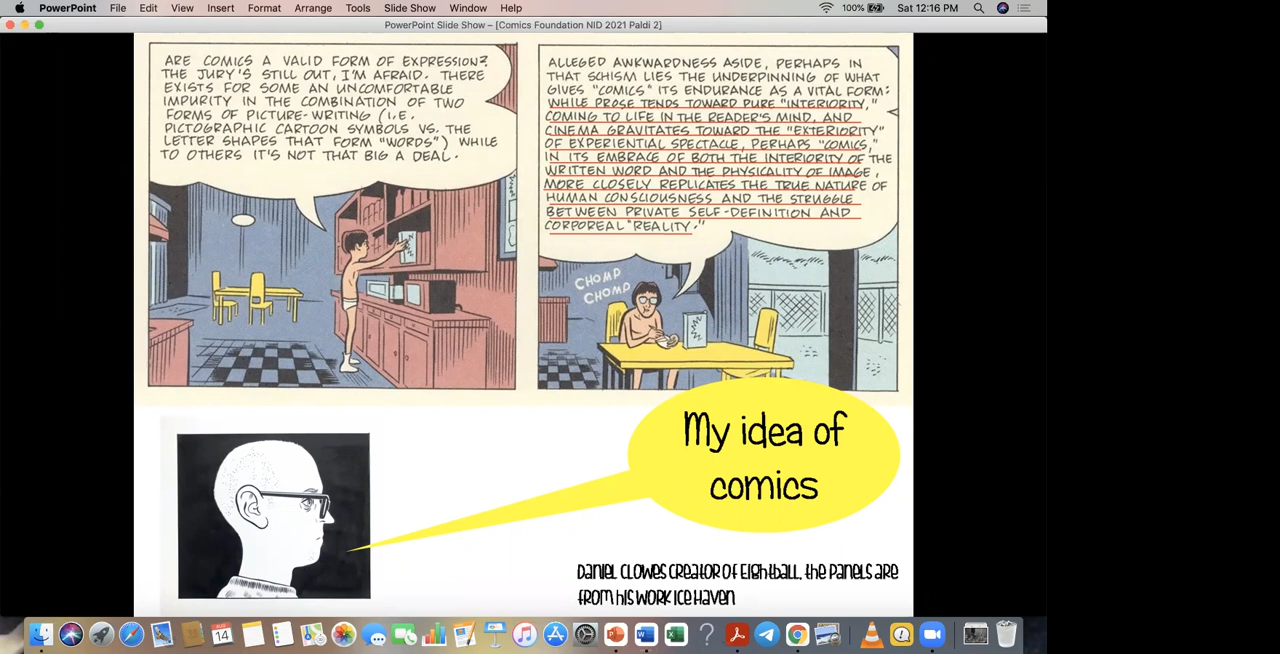 PowerPoint File Edit View Insert Format Arrange Tools Slide Show Window Help 100% Sat 12:16 PM
PowerPoint Slide Show – [Comics Foundation NID 2021 Paldi 2]
ARE COMICS A VALID FORM OF EXPRESSION?
THE JURY'S STILL OUT, I'M AFRAID. THERE
EXISTS FOR SOME AN UNCOMFORTABLE
IMPURITY IN THE COMBINATION OF TWO
FORMS OF PICTURE-WRITING (I.E.
PICTOGRAPHIC CARTOON SYMBOLS VS. THE
LETTER SHAPES THAT FORM "WORDS") WHILE
TO OTHERS IT'S NOT THAT BIG A DEAL.
ALLEGED AWKWARDNESS ASIDE, PERHAPS IN
THAT SCHISM LIES THE UNDERPINNING OF WHAT
GIVES "COMICS" ITS ENDURANCE AS A VITAL FORM:
WHILE PROSE TENDS TOWARD PURE "INTERIORITY,"
COMING TO LIFE IN THE READER'S MIND, AND
CINEMA GRAVITATES TOWARD THE "EXTERIORITY"
OF EXPERIENTIAL SPECTACLE, PERHAPS "COMICS,"
IN ITS EMBRACE OF BOTH THE INTERIORITY OF THE
WRITTEN WORD AND THE PHYSICALITY OF IMAGE,
MORE CLOSELY REPLICATES THE TRUE NATURE OF
HUMAN CONSCIOUSNESS AND THE STRUGGLE
BETWEEN PRIVATE SELF-DEFINITION AND
CORPOREAL "REALITY."
CHOMP
CHOMP
My idea of
comics
DANIEL CLOWES CREATOR OF EIGHTBALL, the PANELS ARE
from his WORK ICE HAVEN
AUG
14